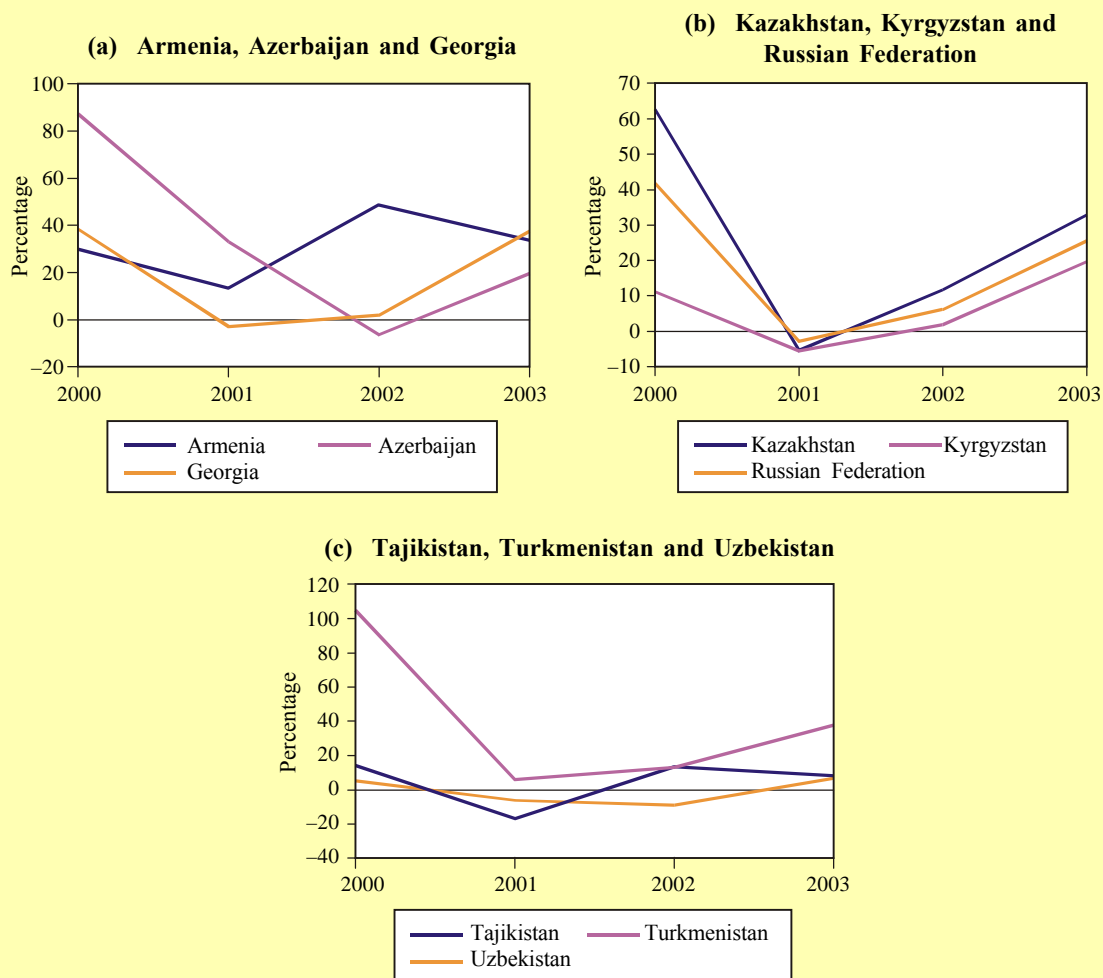 (a) Armenia, Azerbaijan and Georgia
100
80
60
40
20
0
–20
Percentage
2000 2001 2002 2003
Armenia Azerbaijan
Georgia
(b) Kazakhstan, Kyrgyzstan and
Russian Federation
70
60
50
40
30
20
10
0
–10
Percentage
2000 2001 2002 2003
Kazakhstan Kyrgyzstan
Russian Federation
(c) Tajikistan, Turkmenistan and Uzbekistan
120
100
80
60
40
20
0
–20
–40
Percentage
2000 2001 2002 2003
Tajikistan Turkmenistan
Uzbekistan